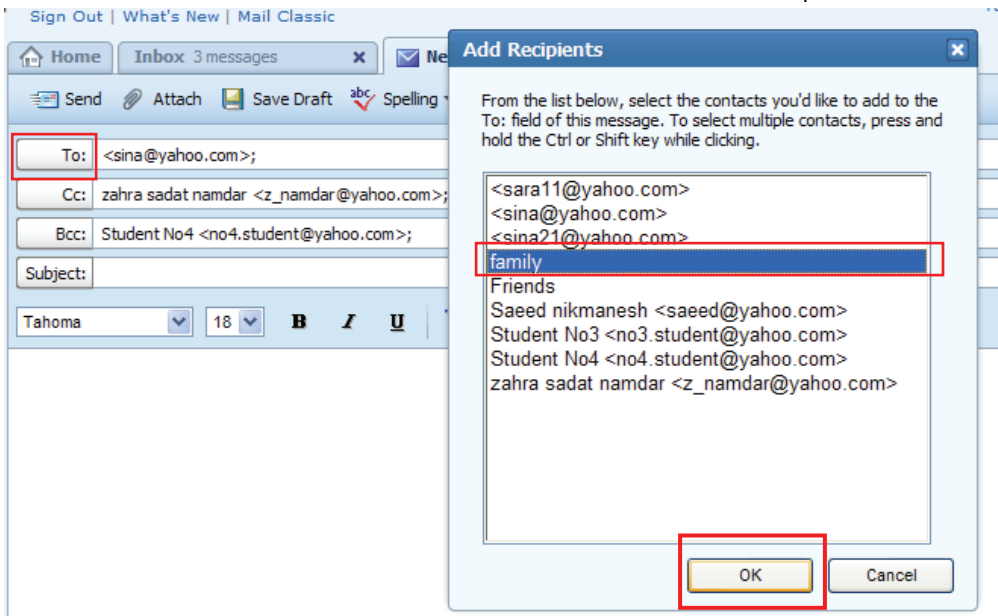 Sign Out | What's New | Mail Classic
Home Inbox 3 messages x Ne
Send Attach Save Draft abc Spelling
To: <sina@yahoo.com>;
Cc: zahra sadat namdar <z_namdar@yahoo.com>;
Bcc: Student No4 <no4.student@yahoo.com>;
Subject:
Tahoma 18 B I U
Add Recipients x
From the list below, select the contacts you'd like to add to the
To: field of this message. To select multiple contacts, press and
hold the Ctrl or Shift key while clicking.
<sara11@yahoo.com>
<sina@yahoo.com>
<sina21@yahoo.com>
family
Friends
Saeed nikmanesh <saeed@yahoo.com>
Student No3 <no3.student@yahoo.com>
Student No4 <no4.student@yahoo.com>
zahra sadat namdar <z_namdar@yahoo.com>
OK Cancel